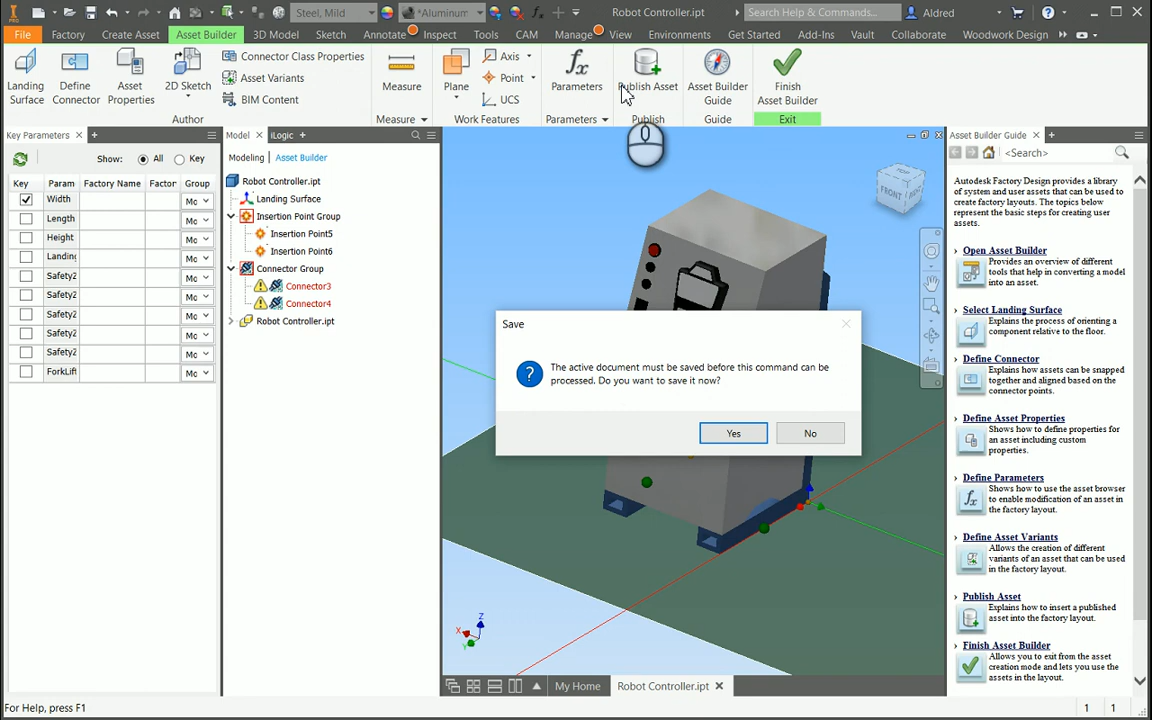 PRO
Steel, Mild
*Aluminum
Robot Controller.ipt
Search Help & Commands...
Aldred
File
Factory
Create Asset
Asset Builder
3D Model
Sketch
Annotate
Inspect
Tools
CAM
Manage
View
Environments
Get Started
Add-Ins
Vault
Collaborate
Woodwork Design
Landing
Surface
Define
Connector
Asset
Properties
2D Sketch
Connector Class Properties
Asset Variants
BIM Content
Author
Measure
Measure
Plane
Axis
Point
UCS
Work Features
Parameters
Parameters
Publish Asset
Publish
Asset Builder
Guide
Guide
Finish
Asset Builder
Exit
Key Parameters
Show:
All
Key
Key
Param
Factory Name
Factor
Group
Width
Mc
Length
Mc
Height
Mc
Landing
Mc
Safety2
Mc
Safety2
Mc
Safety2
Mc
Safety2
Mc
Safety2
Mc
ForkLift
Mc
Model
iLogic
Modeling
Asset Builder
Robot Controller.ipt
Landing Surface
Insertion Point Group
Insertion Point5
Insertion Point6
Connector Group
Connector3
Connector4
Robot Controller.ipt
TOP
FRONT
Save
The active document must be saved before this command can be
processed. Do you want to save it now?
Yes
No
X
Y
Z
My Home
Robot Controller.ipt
Asset Builder Guide
<Search>
Autodesk Factory Design provides a library
of system and user assets that can be used to
create factory layouts. The topics below
represent the basic steps for creating user
assets.
Open Asset Builder
Provides an overview of different
tools that help in converting a model
into an asset.
Select Landing Surface
Explains the process of orienting a
component relative to the floor.
Define Connector
Explains how assets can be snapped
together and aligned based on the
connector points.
Define Asset Properties
Shows how to define properties for
an asset including custom
properties.
Define Parameters
Shows how to use the asset browser
to enable modification of an asset in
the factory layout.
Define Asset Variants
Allows the creation of different
variants of an asset that can be used
in the factory layout.
Publish Asset
Explains how to insert a published
asset into the factory layout.
Finish Asset Builder
Allows you to exit from the asset
creation mode and lets you use the
assets in the layout.
For Help, press F1
1
1